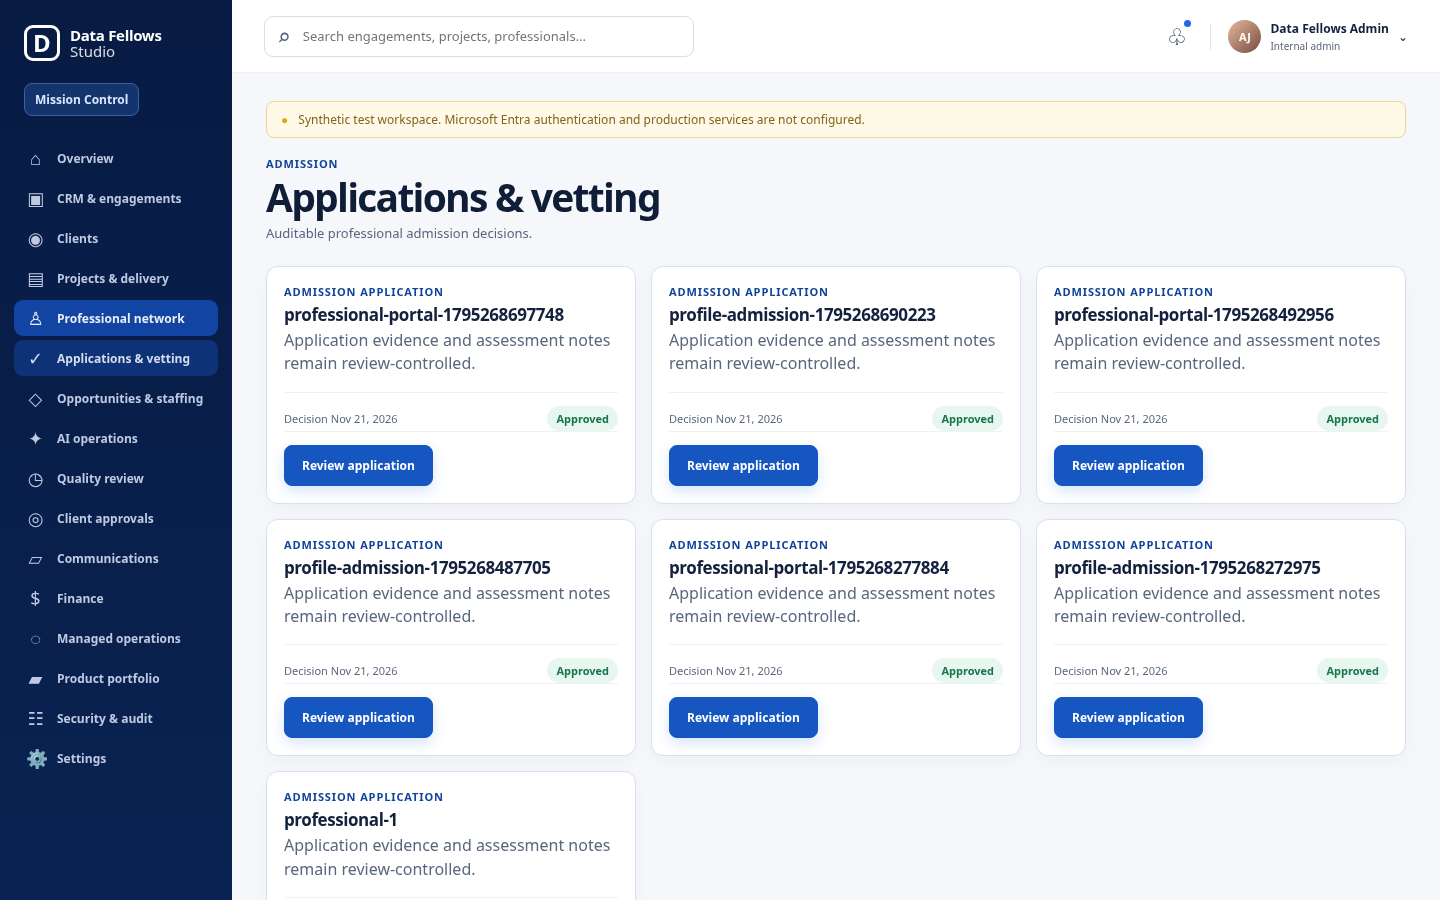 D
Data Fellows
Studio
Mission Control
Overview
CRM & engagements
Clients
Projects & delivery
Professional network
Applications & vetting
Opportunities & staffing
AI operations
Quality review
Client approvals
Communications
$ Finance
Managed operations
Product portfolio
Security & audit
Settings
Search engagements, projects, professionals...
AJ
Data Fellows Admin
Internal admin
Synthetic test workspace. Microsoft Entra authentication and production services are not configured.
ADMISSION
Applications & vetting
Auditable professional admission decisions.
ADMISSION APPLICATION
professional-portal-1795268697748
Application evidence and assessment notes
remain review-controlled.
Decision Nov 21, 2026
Approved
Review application
ADMISSION APPLICATION
profile-admission-1795268690223
Application evidence and assessment notes
remain review-controlled.
Decision Nov 21, 2026
Approved
Review application
ADMISSION APPLICATION
professional-portal-1795268492956
Application evidence and assessment notes
remain review-controlled.
Decision Nov 21, 2026
Approved
Review application
ADMISSION APPLICATION
profile-admission-1795268487705
Application evidence and assessment notes
remain review-controlled.
Decision Nov 21, 2026
Approved
Review application
ADMISSION APPLICATION
professional-portal-1795268277884
Application evidence and assessment notes
remain review-controlled.
Decision Nov 21, 2026
Approved
Review application
ADMISSION APPLICATION
profile-admission-1795268272975
Application evidence and assessment notes
remain review-controlled.
Decision Nov 21, 2026
Approved
Review application
ADMISSION APPLICATION
professional-1
Application evidence and assessment notes
remain review-controlled.